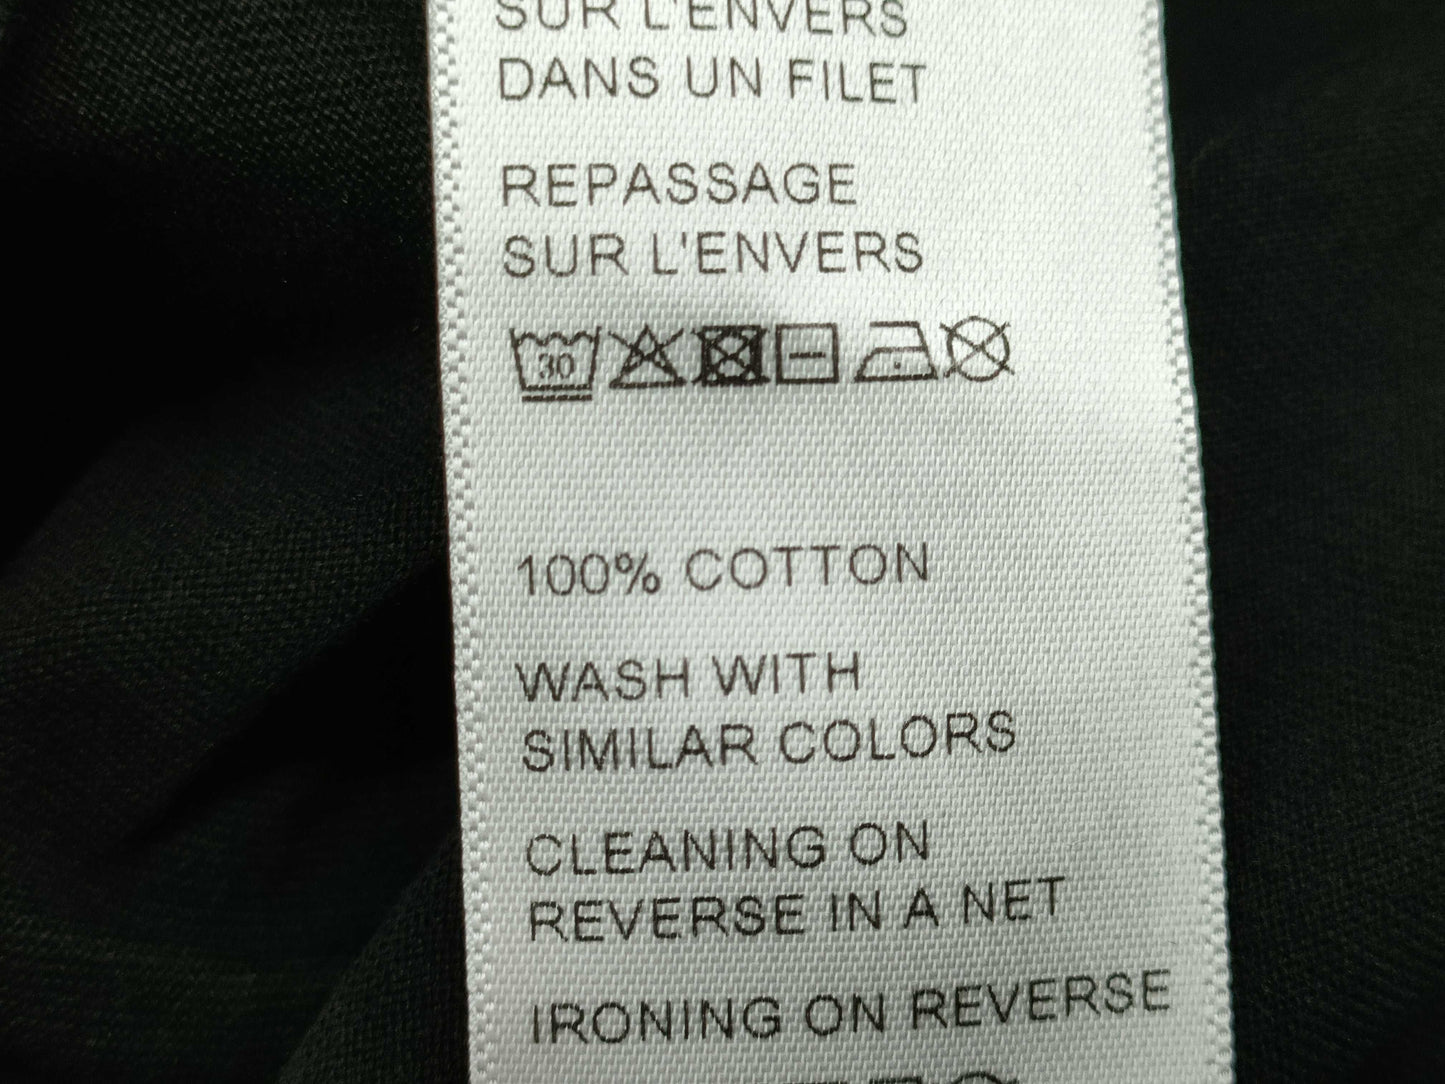 SUR L'ENVERS
DANS UN FILET
REPASSAGE
SUR L'ENVERS
30
100% COTTON
WASH WITH
SIMILAR COLORS
CLEANING ON
REVERSE IN A NET
IRONING ON REVERSE